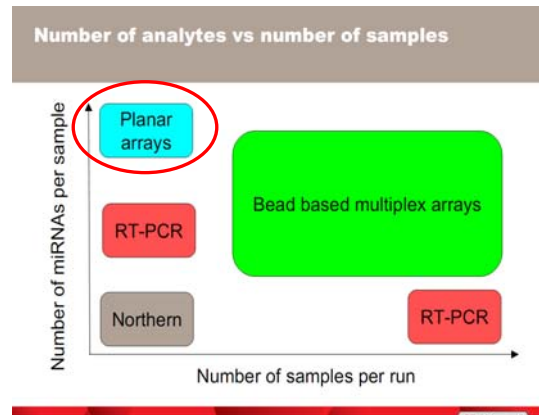 Number of analytes vs number of samples
Number of miRNAs per sample
Planar
arrays
Bead based multiplex arrays
RT-PCR
Northern
RT-PCR
Number of samples per run